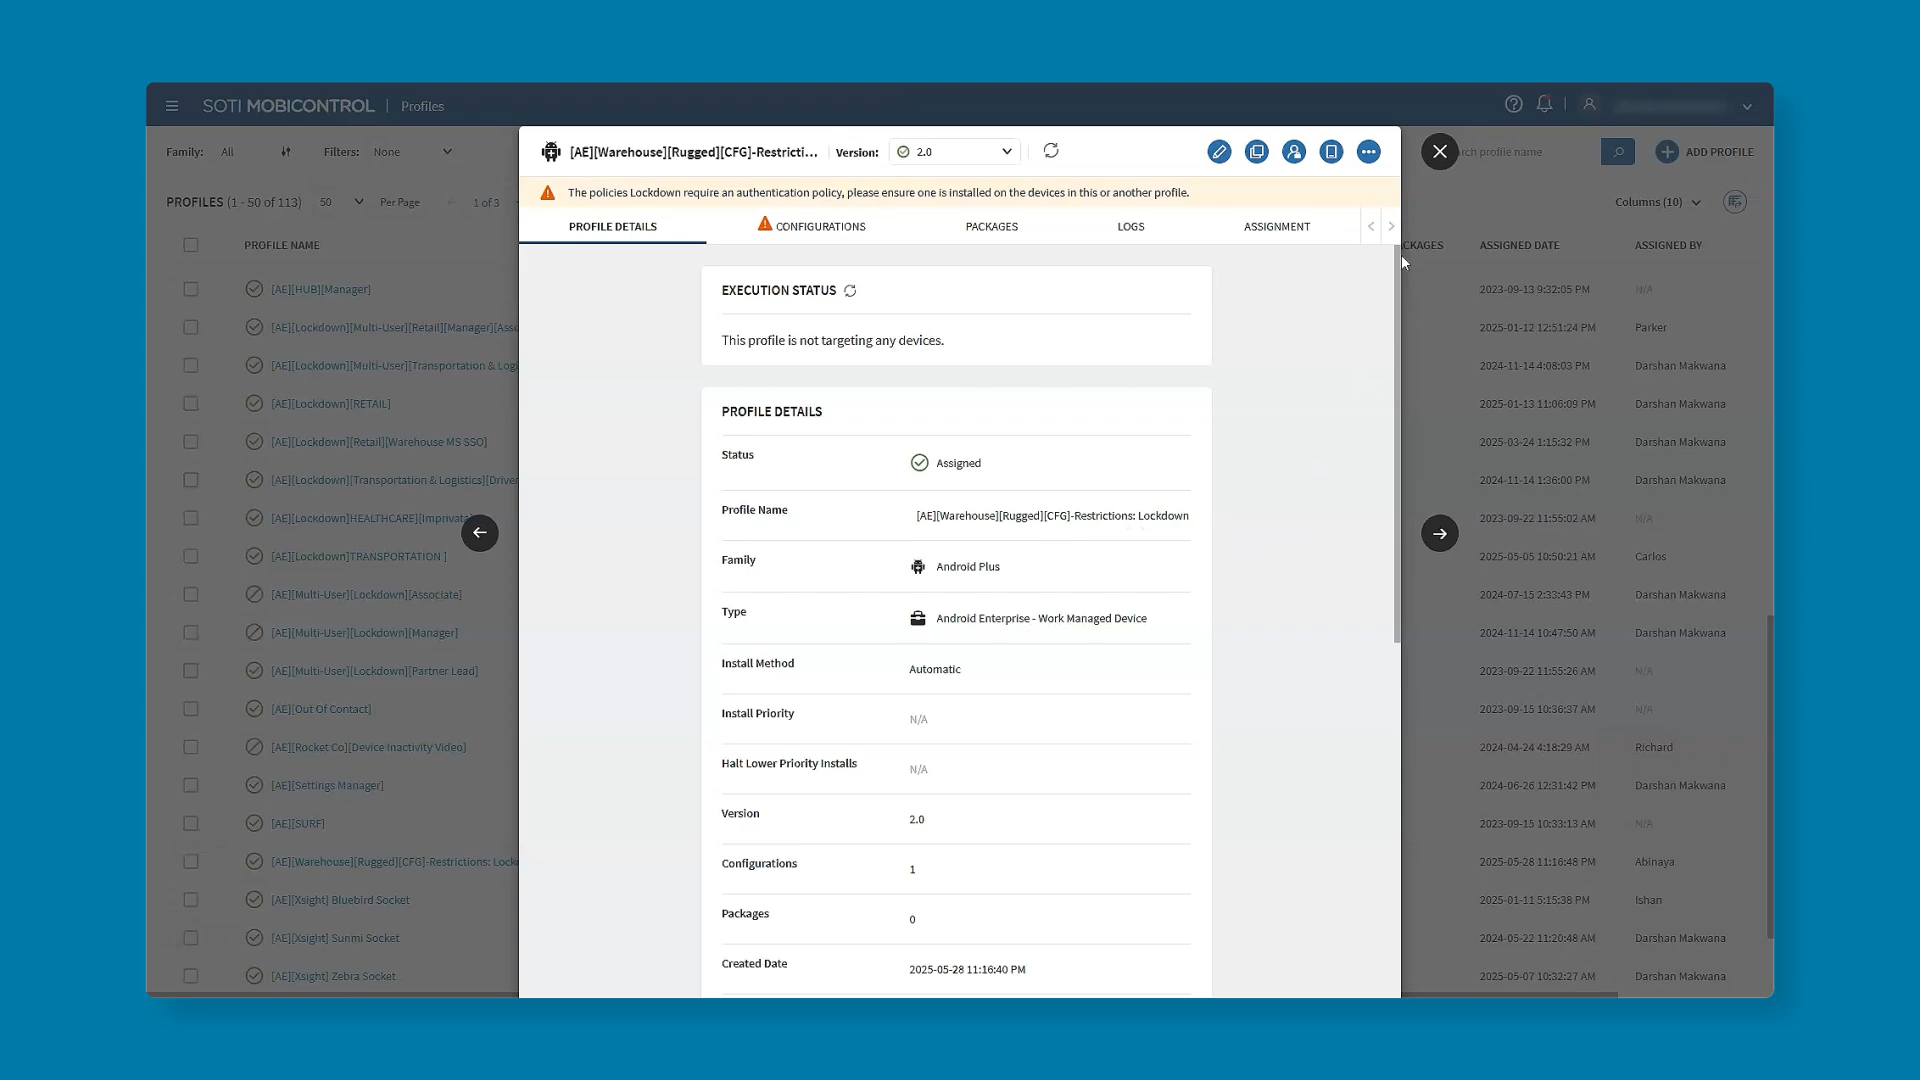 SOTI MOBICONTROL | Profiles
Family: All Filters: None
ADD PROFILE
PROFILES (1 - 50 of 113) 50 Per Page 1 of 3
Columns (10)
PROFILE NAME
ASSIGNED DATE ASSIGNED BY
[AE][HUB][Manager] 2023-09-13 9:32:05 PM N/A
[AE][Lockdown][Multi-User][Retail][Manager][Asso 2025-01-12 12:51:24 PM Parker
[AE][Lockdown][Multi-User][Transportation & Logi 2024-11-14 4:08:03 PM Darshan Makwana
[AE][Lockdown][RETAIL] 2025-01-13 11:06:09 PM Darshan Makwana
[AE][Lockdown][Retail][Warehouse MS SSO] 2025-03-24 1:15:32 PM Darshan Makwana
[AE][Lockdown][Transportation & Logistics][Driver 2024-11-14 1:36:00 PM Darshan Makwana
[AE][Lockdown]HEALTHCARE][Imprivata 2023-09-22 11:55:02 AM N/A
[AE][Lockdown]TRANSPORTATION ] 2025-05-05 10:50:21 AM Carlos
[AE][Multi-User][Lockdown][Associate] 2024-07-15 2:33:43 PM Darshan Makwana
[AE][Multi-User][Lockdown][Manager] 2024-11-14 10:47:50 AM Darshan Makwana
[AE][Multi-User][Lockdown][Partner Lead] 2023-09-22 11:55:26 AM N/A
[AE][Out Of Contact] 2023-09-15 10:36:37 AM N/A
[AE][Rocket Co][Device Inactivity Video] 2024-04-24 4:18:29 AM Richard
[AE][Settings Manager] 2024-06-26 12:31:42 PM Darshan Makwana
[AE][SURF] 2023-09-15 10:33:13 AM N/A
[AE][Warehouse][Rugged][CFG]-Restrictions: Lock 2025-05-28 11:16:48 PM Abinaya
[AE][Xsight] Bluebird Socket 2025-01-11 5:15:38 PM Ishan
[AE][Xsight] Sunmi Socket 2024-05-22 11:20:48 AM Darshan Makwana
[AE][Xsight] Zebra Socket 2025-05-07 10:32:27 AM Darshan Makwana
[AE][Warehouse][Rugged][CFG]-Restricti... Version: 2.0
The policies Lockdown require an authentication policy, please ensure one is installed on the devices in this or another profile.
PROFILE DETAILS CONFIGURATIONS PACKAGES LOGS ASSIGNMENT
EXECUTION STATUS
This profile is not targeting any devices.
PROFILE DETAILS
Status Assigned
Profile Name [AE][Warehouse][Rugged][CFG]-Restrictions: Lockdown
Family Android Plus
Type Android Enterprise - Work Managed Device
Install Method Automatic
Install Priority N/A
Halt Lower Priority Installs N/A
Version 2.0
Configurations 1
Packages 0
Created Date 2025-05-28 11:16:40 PM